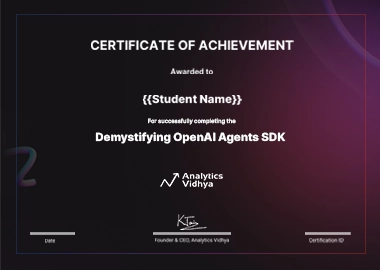 CERTIFICATE OF ACHIEVEMENT
Awarded to
{{Student Name}}
For successfully completing the
Demystifying OpenAI Agents SDK
Analytics
Vidhya
Date
Founder & CEO, Analytics Vidhya
Certification ID